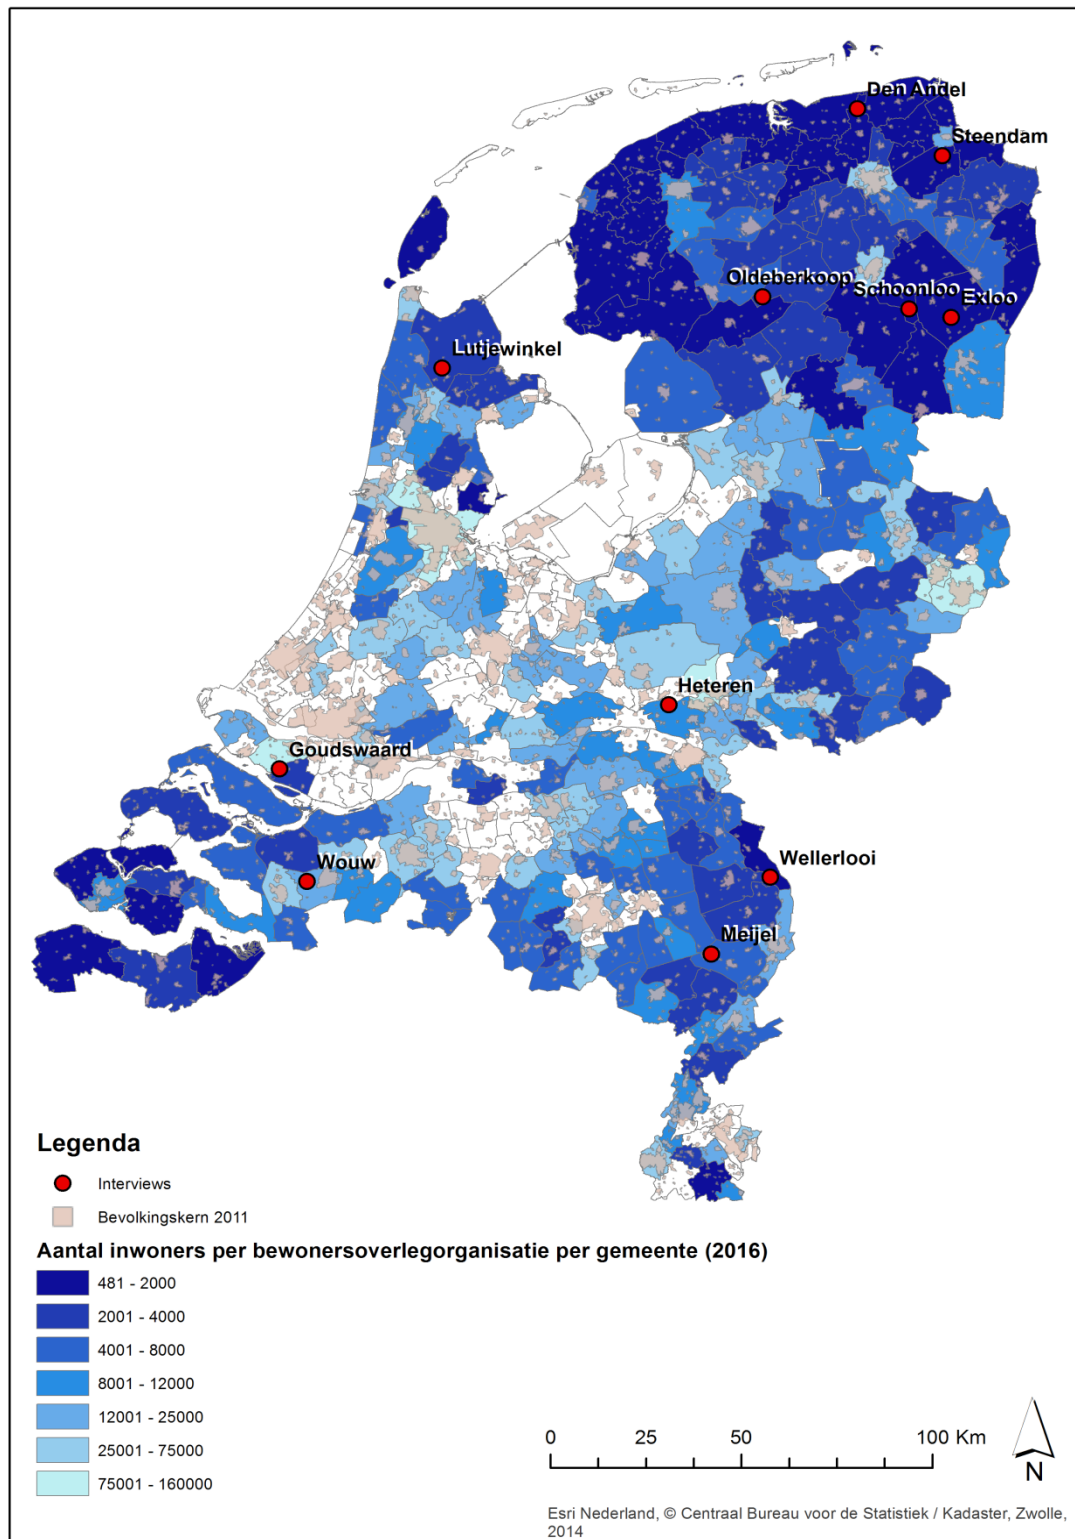 Den Andel
Steendam
Oldeberkoop
Schoonloo
Exloo
Lutjewinkel
Heteren
Goudswaard
Wouw
Wellerlooi
Meijel
Legenda
Interviews
Bevolkingskern 2011
Aantal inwoners per bewonersoverlegorganisatie per gemeente (2016)
481 - 2000
2001 - 4000
4001 - 8000
8001 - 12000
12001 - 25000
25001 - 75000
75001 - 160000
0 25 50 100 Km
N
Esri Nederland, © Centraal Bureau voor de Statistiek / Kadaster, Zwolle,
2014